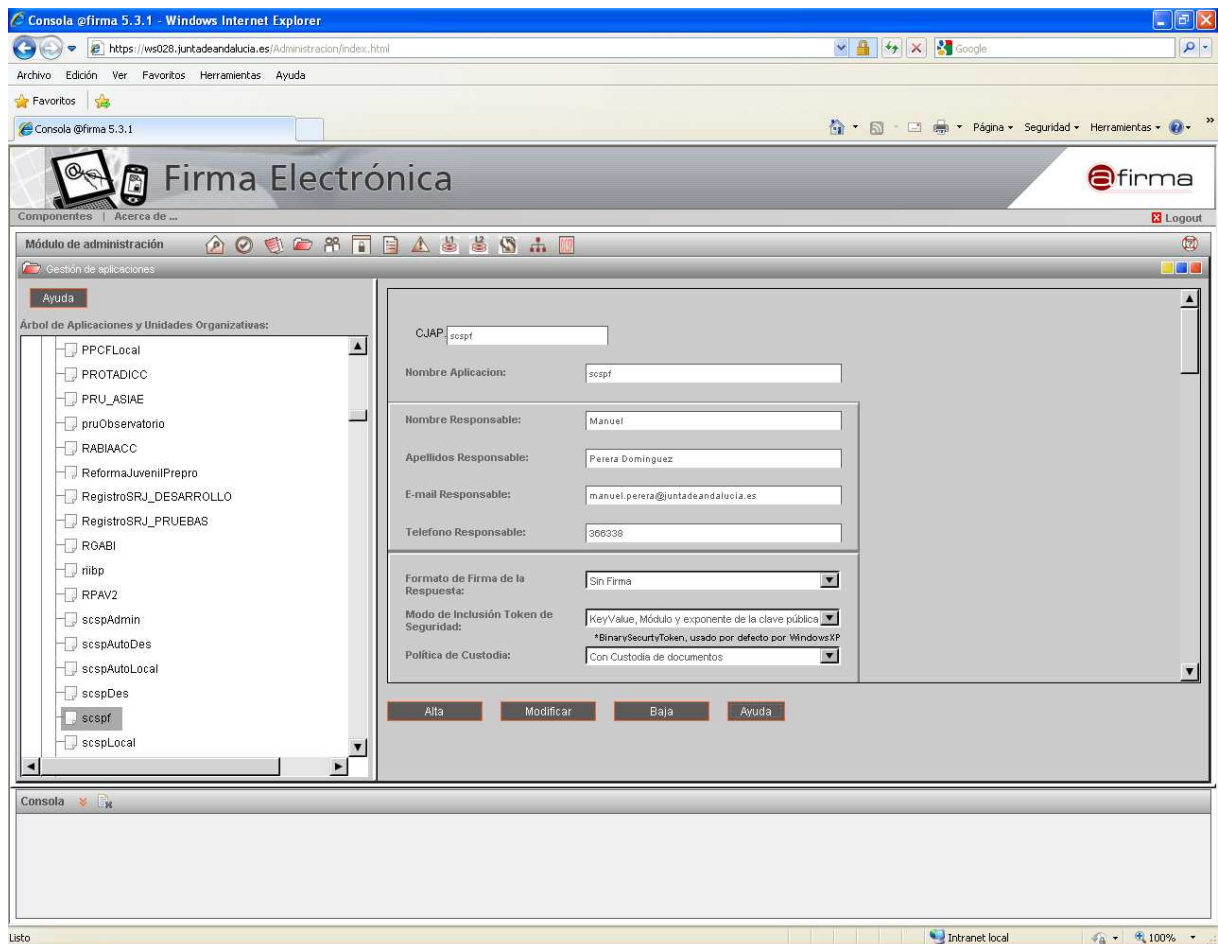 Consola @firma 5.3.1 - Windows Internet Explorer
https://ws028.juntadeandalucia.es/Administracion/index.html
Google
Archivo Edición Ver Favoritos Herramientas Ayuda
Favoritos
Consola @firma 5.3.1
Página Seguridad Herramientas
Firma Electrónica
@firma
Componentes | Acerca de ...
Logout
Módulo de administración
Gestión de aplicaciones
Ayuda
Árbol de Aplicaciones y Unidades Organizativas:
PPCFLocal
PROTADICC
PRU_ASIAE
pruObservatorio
RABIAACC
ReformaJuvenilPrepro
RegistroSRJ_DESARROLLO
RegistroSRJ_PRUEBAS
RGABI
riibp
RPAV2
scspAdmin
scspAutoDes
scspAutoLocal
scspDes
scspf
scspLocal
CJAP. scspf
Nombre Aplicacion: scspf
Nombre Responsable: Manuel
Apellidos Responsable: Perera Dominguez
E-mail Responsable: manuel.perera@juntadeandalucia.es
Telefono Responsable: 366338
Formato de Firma de la Respuesta: Sin Firma
Modo de Inclusión Token de Seguridad: KeyValue, Módulo y exponente de la clave pública
*BinarySecurtyToken, usado por defecto por WindowsXP
Política de Custodia: Con Custodia de documentos
Alta Modificar Baja Ayuda
Consola
Listo
Intranet local
100%